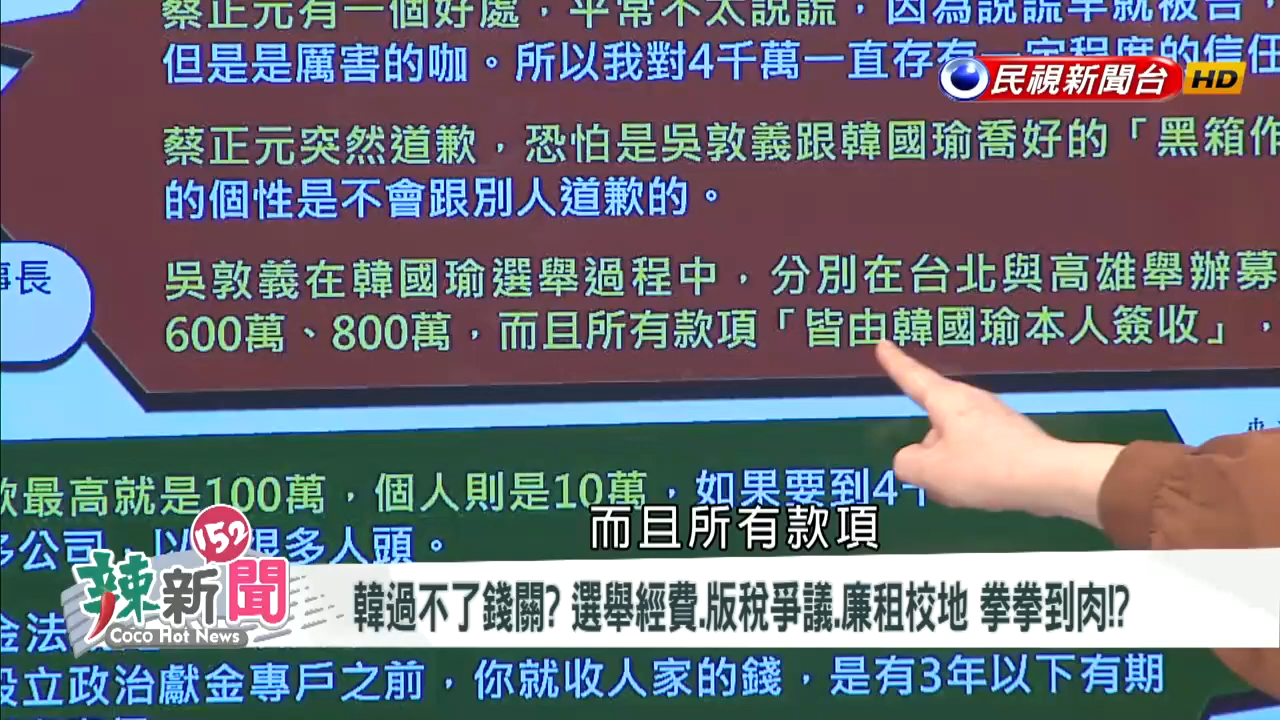 蔡正元有一個好處，平常不太說謊，因為說謊早就被告，
但是是厲害的咖。所以我對4千萬一直存有一定程度的信任
民視新聞台 HD
蔡正元突然道歉，恐怕是吳敦義跟韓國瑜喬好的「黑箱作
的個性是不會跟別人道歉的。
事長
吳敦義在韓國瑜選舉過程中，分別在台北與高雄舉辦募
600萬、800萬，而且所有款項「皆由韓國瑜本人簽收」，
款最高就是100萬，個人則是10萬，如果要到4千
多公司，以 很多人頭。
而且所有款項
152
辣新聞
Coco Hot News
韓過不了錢關? 選舉經費.版稅爭議.廉租校地 拳拳到肉!?
金法
設立政治獻金專戶之前，你就收人家的錢，是有3年以下有期